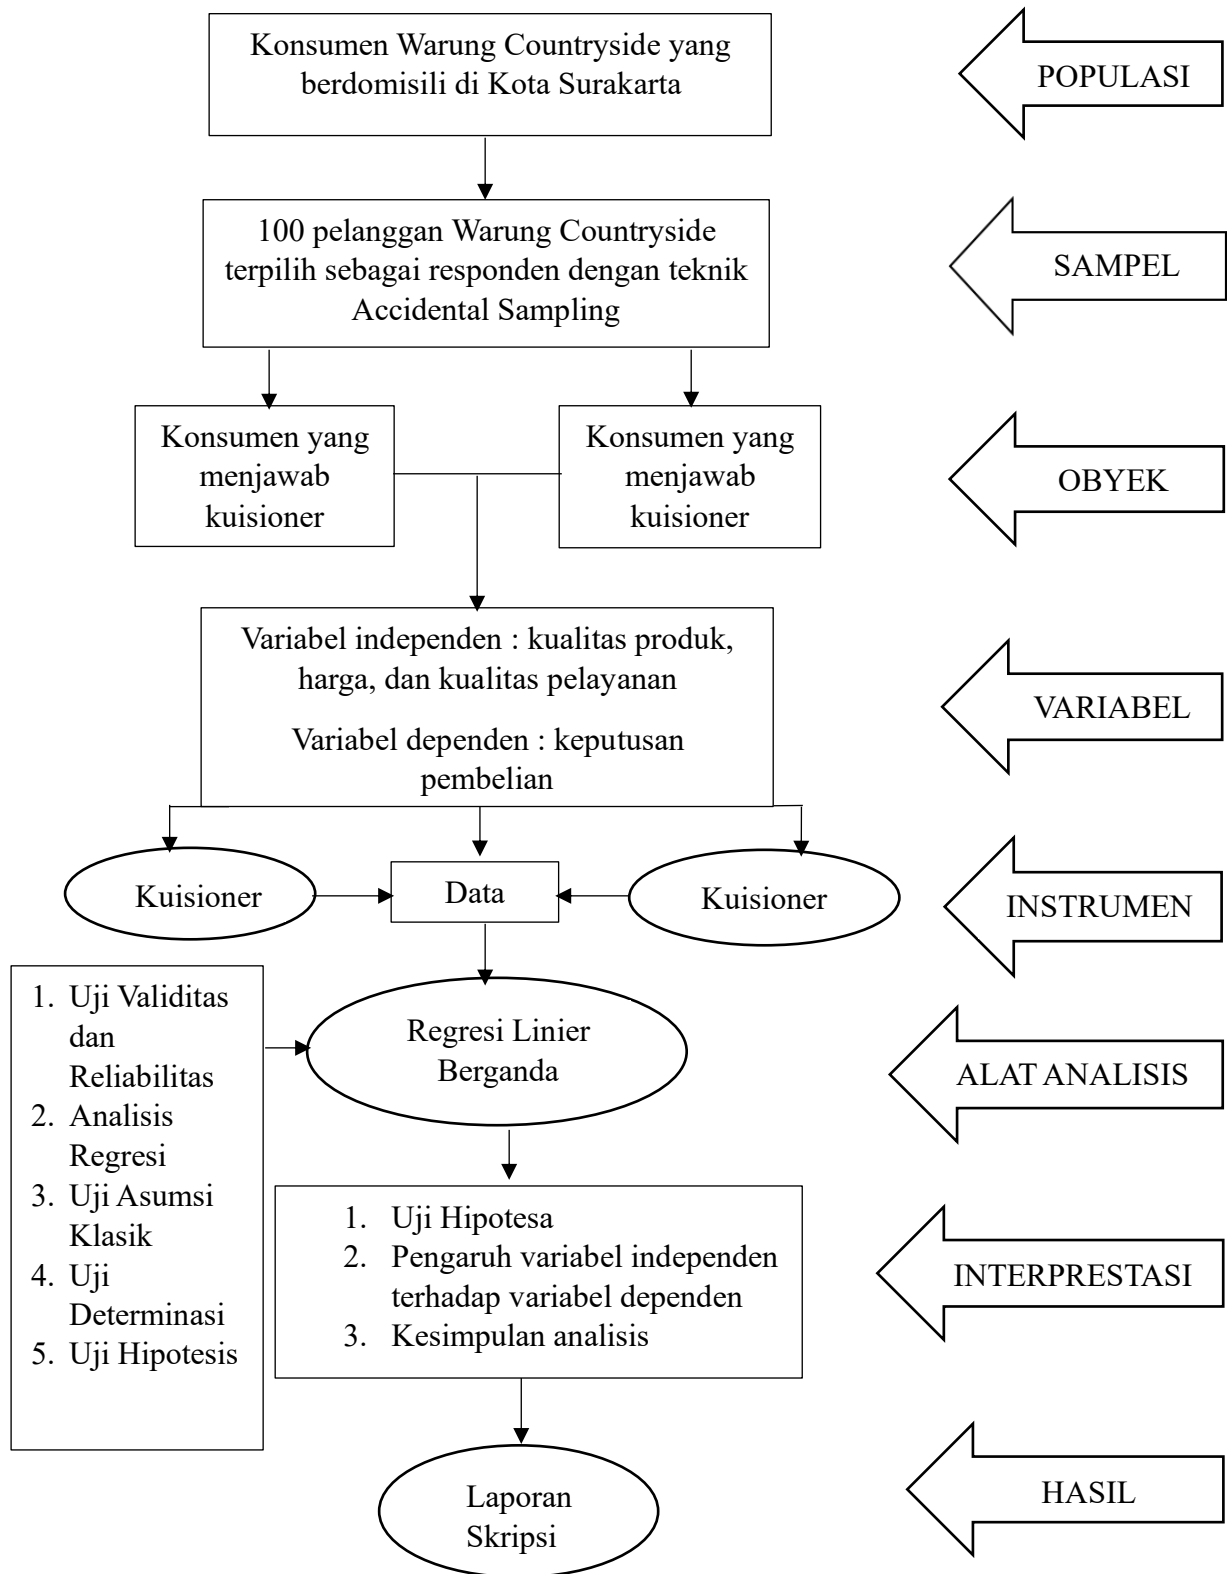 Konsumen Warung Countryside yang
berdomisili di Kota Surakarta
POPULASI
100 pelanggan Warung Countryside
terpilih sebagai responden dengan teknik
Accidental Sampling
SAMPEL
Konsumen yang
menjawab
kuisioner
Konsumen yang
menjawab
kuisioner
OBYEK
Variabel independen : kualitas produk,
harga, dan kualitas pelayanan
Variabel dependen : keputusan
pembelian
VARIABEL
Kuisioner
Data
Kuisioner
INSTRUMEN
1. Uji Validitas
dan
Reliabilitas
2. Analisis
Regresi
3. Uji Asumsi
Klasik
4. Uji
Determinasi
5. Uji Hipotesis
Regresi Linier
Berganda
ALAT ANALISIS
1. Uji Hipotesa
2. Pengaruh variabel independen
terhadap variabel dependen
3. Kesimpulan analisis
INTERPRESTASI
Laporan
Skripsi
HASIL